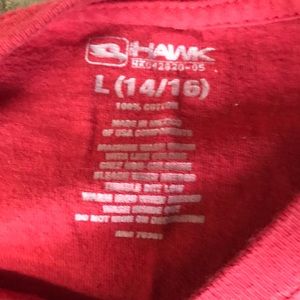 HAWK
HK042820-05
L (14/16)
100% COTTON
MADE IN MEXICO
OF USA COMPONENTS
MACHINE WASH WARM
WITH LIKE COLORS
ONLY NON-CHLORINE
BLEACH WHEN NEEDED
TUMBLE DRY LOW
WARM IRON WHEN NEEDED
WASH INSIDE OUT
DO NOT IRON ON DECORATION